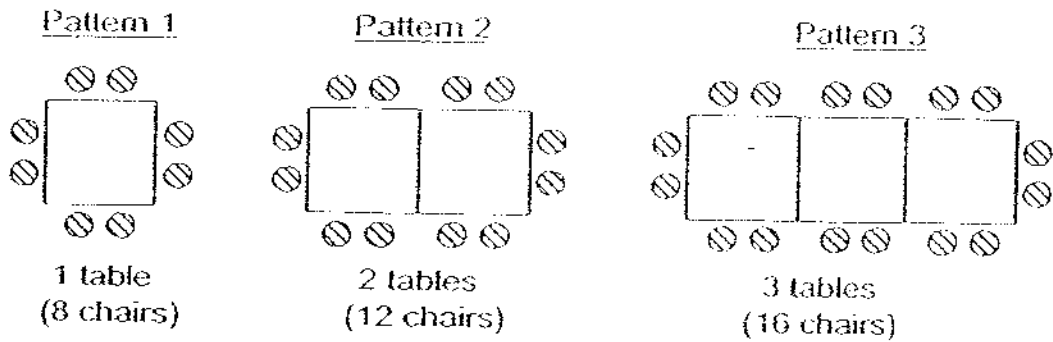 Pattern 1
Pattern 2
Pattern 3
1 table
(8 chairs)
2 tables
(12 chairs)
3 tables
(16 chairs)